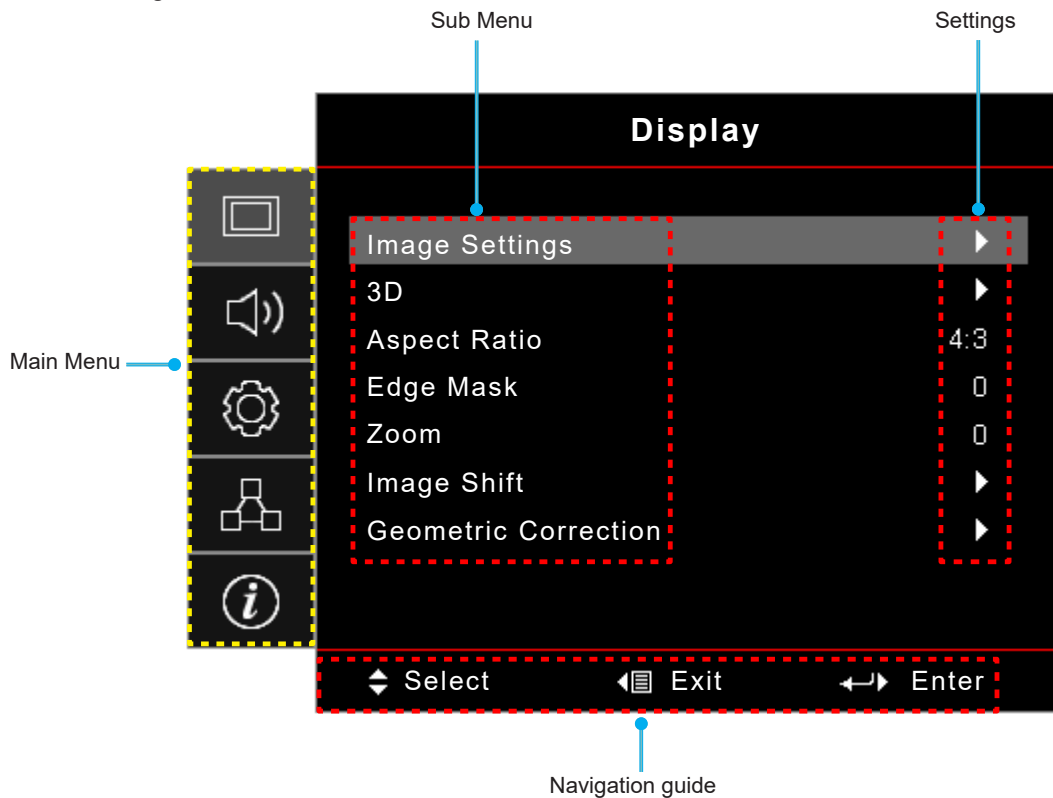 Sub Menu
Settings
Display
Image Settings
3D
Aspect Ratio 4:3
Main Menu
Edge Mask 0
Zoom 0
Image Shift
Geometric Correction
i
Select Exit Enter
Navigation guide